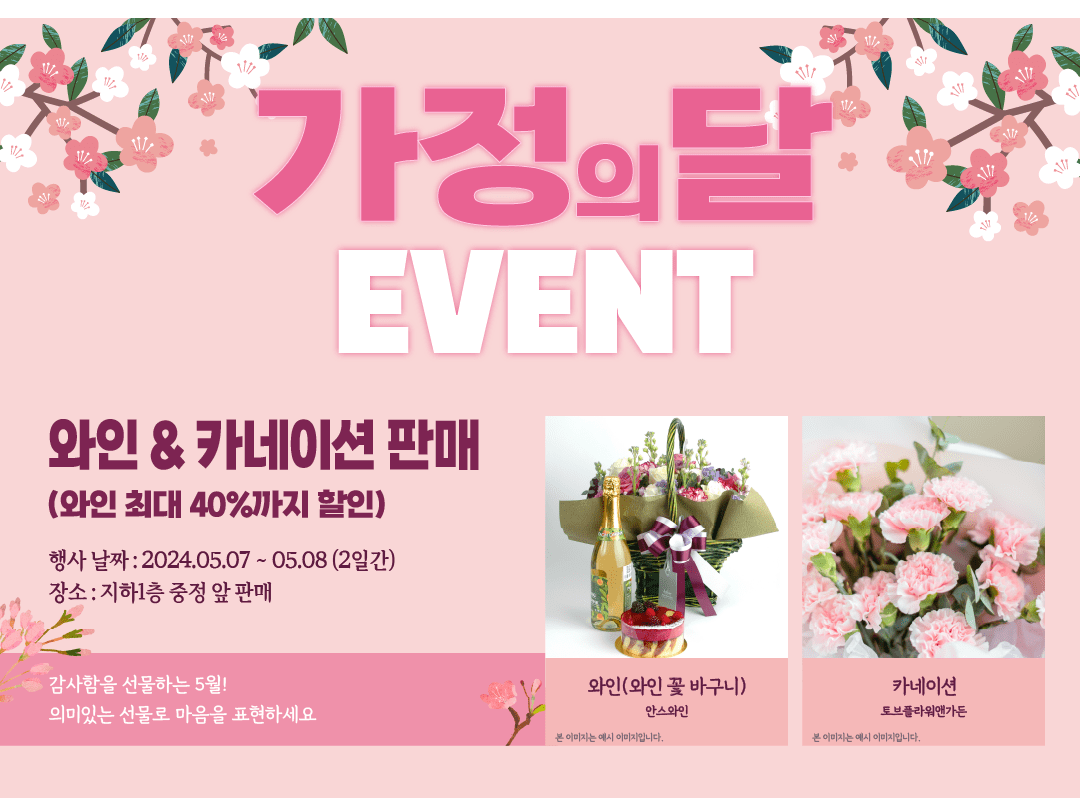 가정의달
EVENT
와인 & 카네이션 판매
(와인 최대 40%까지 할인)
행사 날짜 : 2024.05.07 ~ 05.08 (2일간)
장소 : 지하1층 중정 앞 판매
감사함을 선물하는 5월!
의미있는 선물로 마음을 표현하세요
와인(와인 꽃 바구니)
안스와인
본 이미지는 예시 이미지입니다.
카네이션
토브플라워앤가든
본 이미지는 예시 이미지입니다.